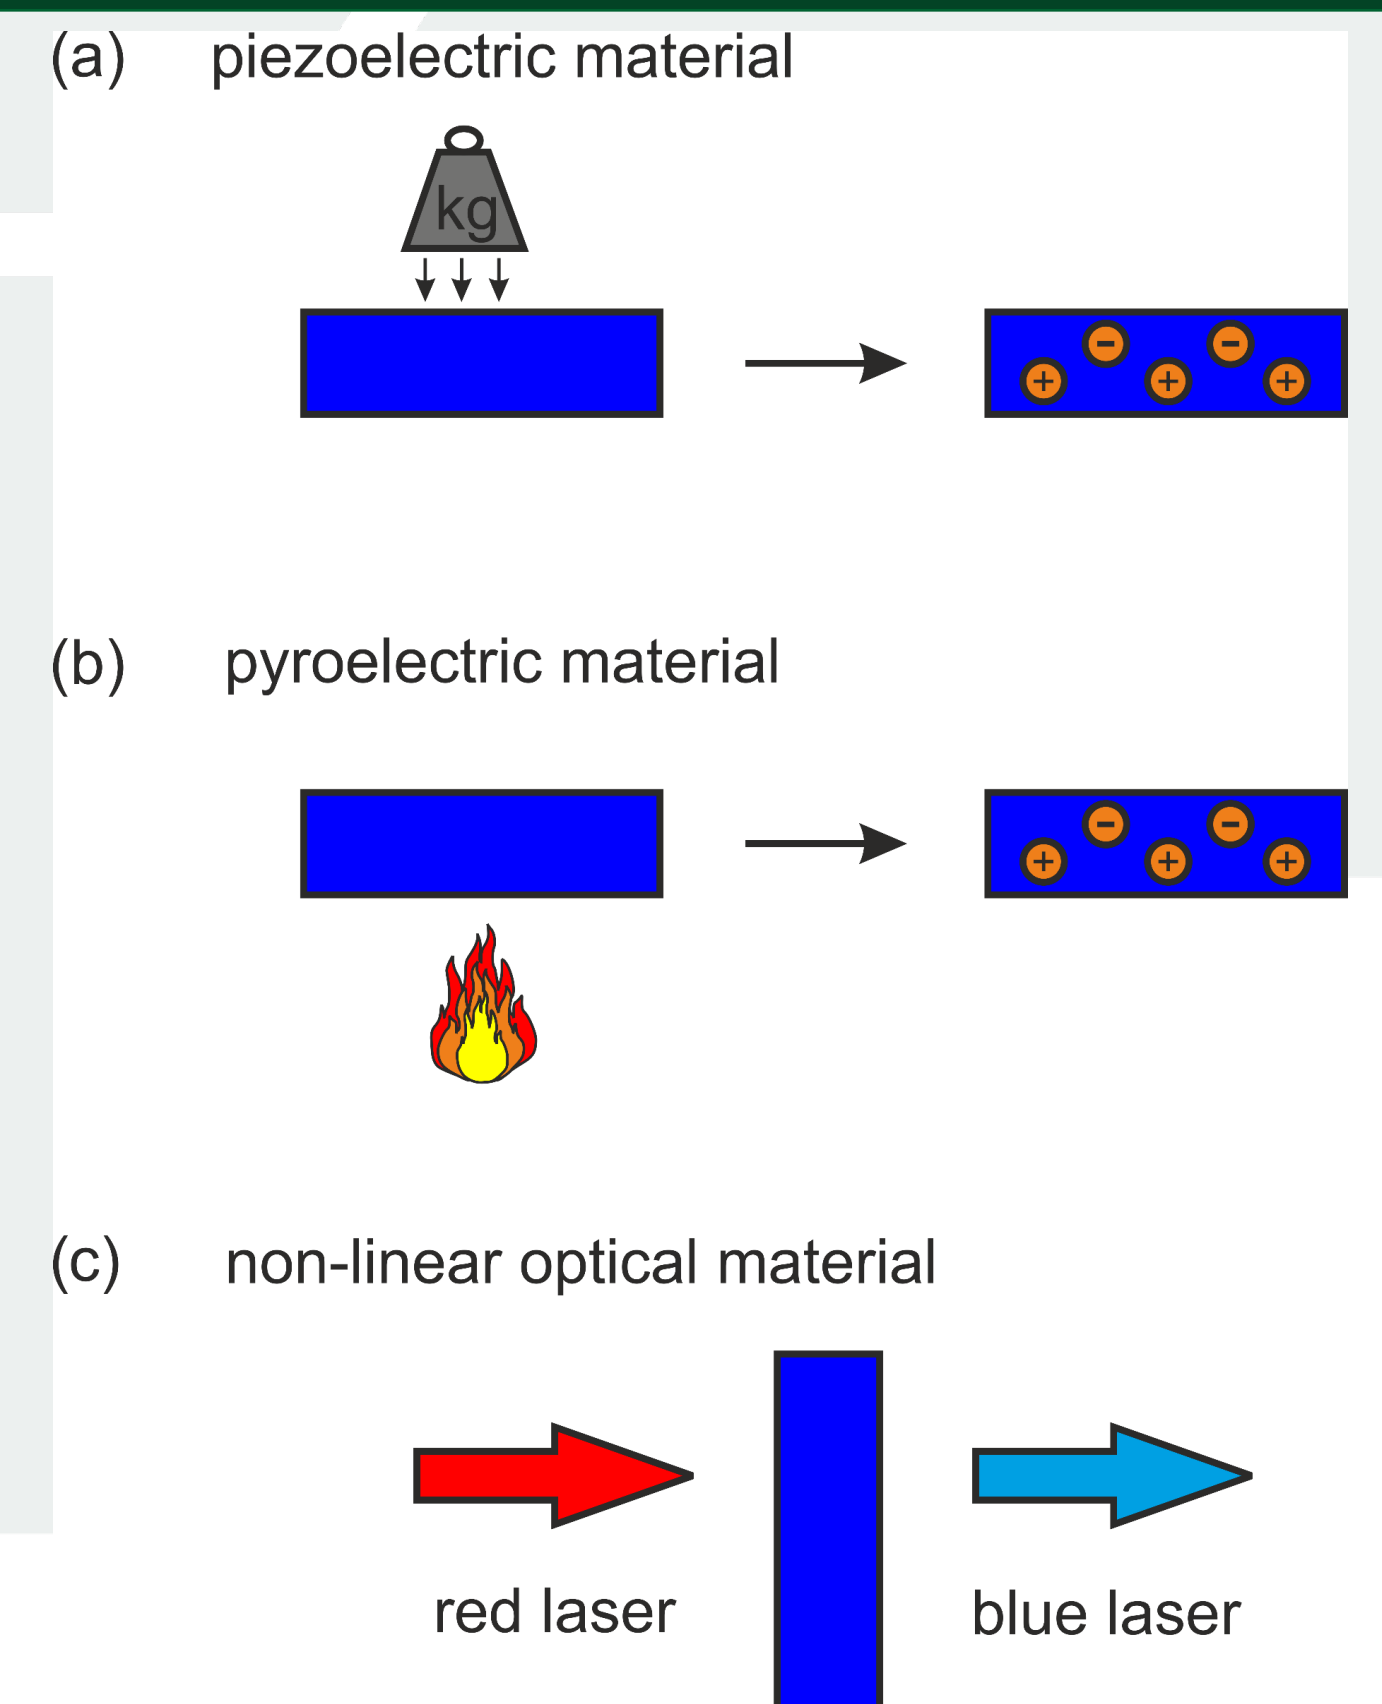 (a) piezoelectric material
kg
- -
+ + +
(b) pyroelectric material
- -
+ + +
(c) non-linear optical material
red laser blue laser